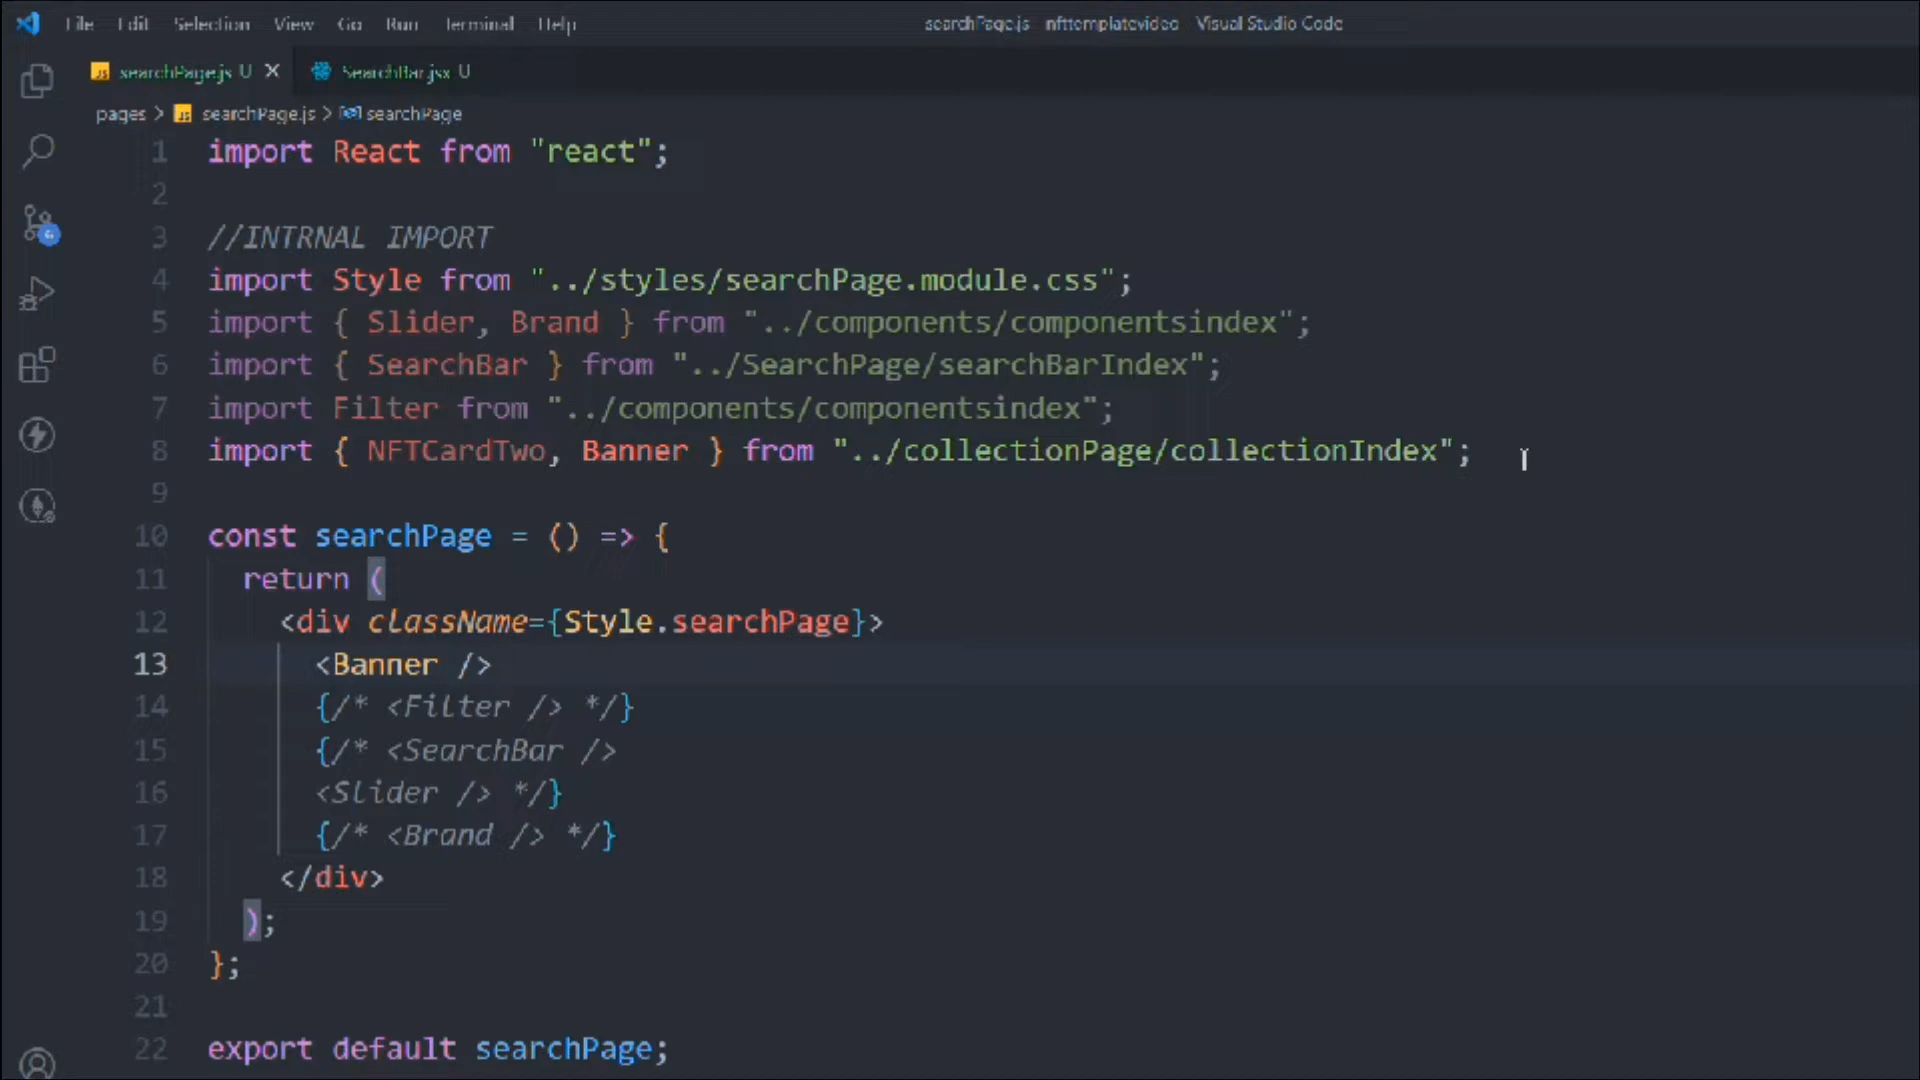 File Edit Selection View Go Run Terminal Help searchPage.js nfttemplatevideo Visual Studio Code
searchPage.js U SearchBar.jsx U
pages > searchPage.js > searchPage
1 import React from "react";
2
3 //INTRNAL IMPORT
4 import Style from "../styles/searchPage.module.css";
5 import { Slider, Brand } from "../components/componentsindex";
6 import { SearchBar } from "../SearchPage/searchBarIndex";
7 import Filter from "../components/componentsindex";
8 import { NFTCardTwo, Banner } from "../collectionPage/collectionIndex";
9
10 const searchPage = () => {
11 return (
12 <div className={Style.searchPage}>
13 <Banner />
14 {/* <Filter /> */}
15 {/* <SearchBar />
16 <Slider /> */}
17 {/* <Brand /> */}
18 </div>
19 );
20 };
21
22 export default searchPage;